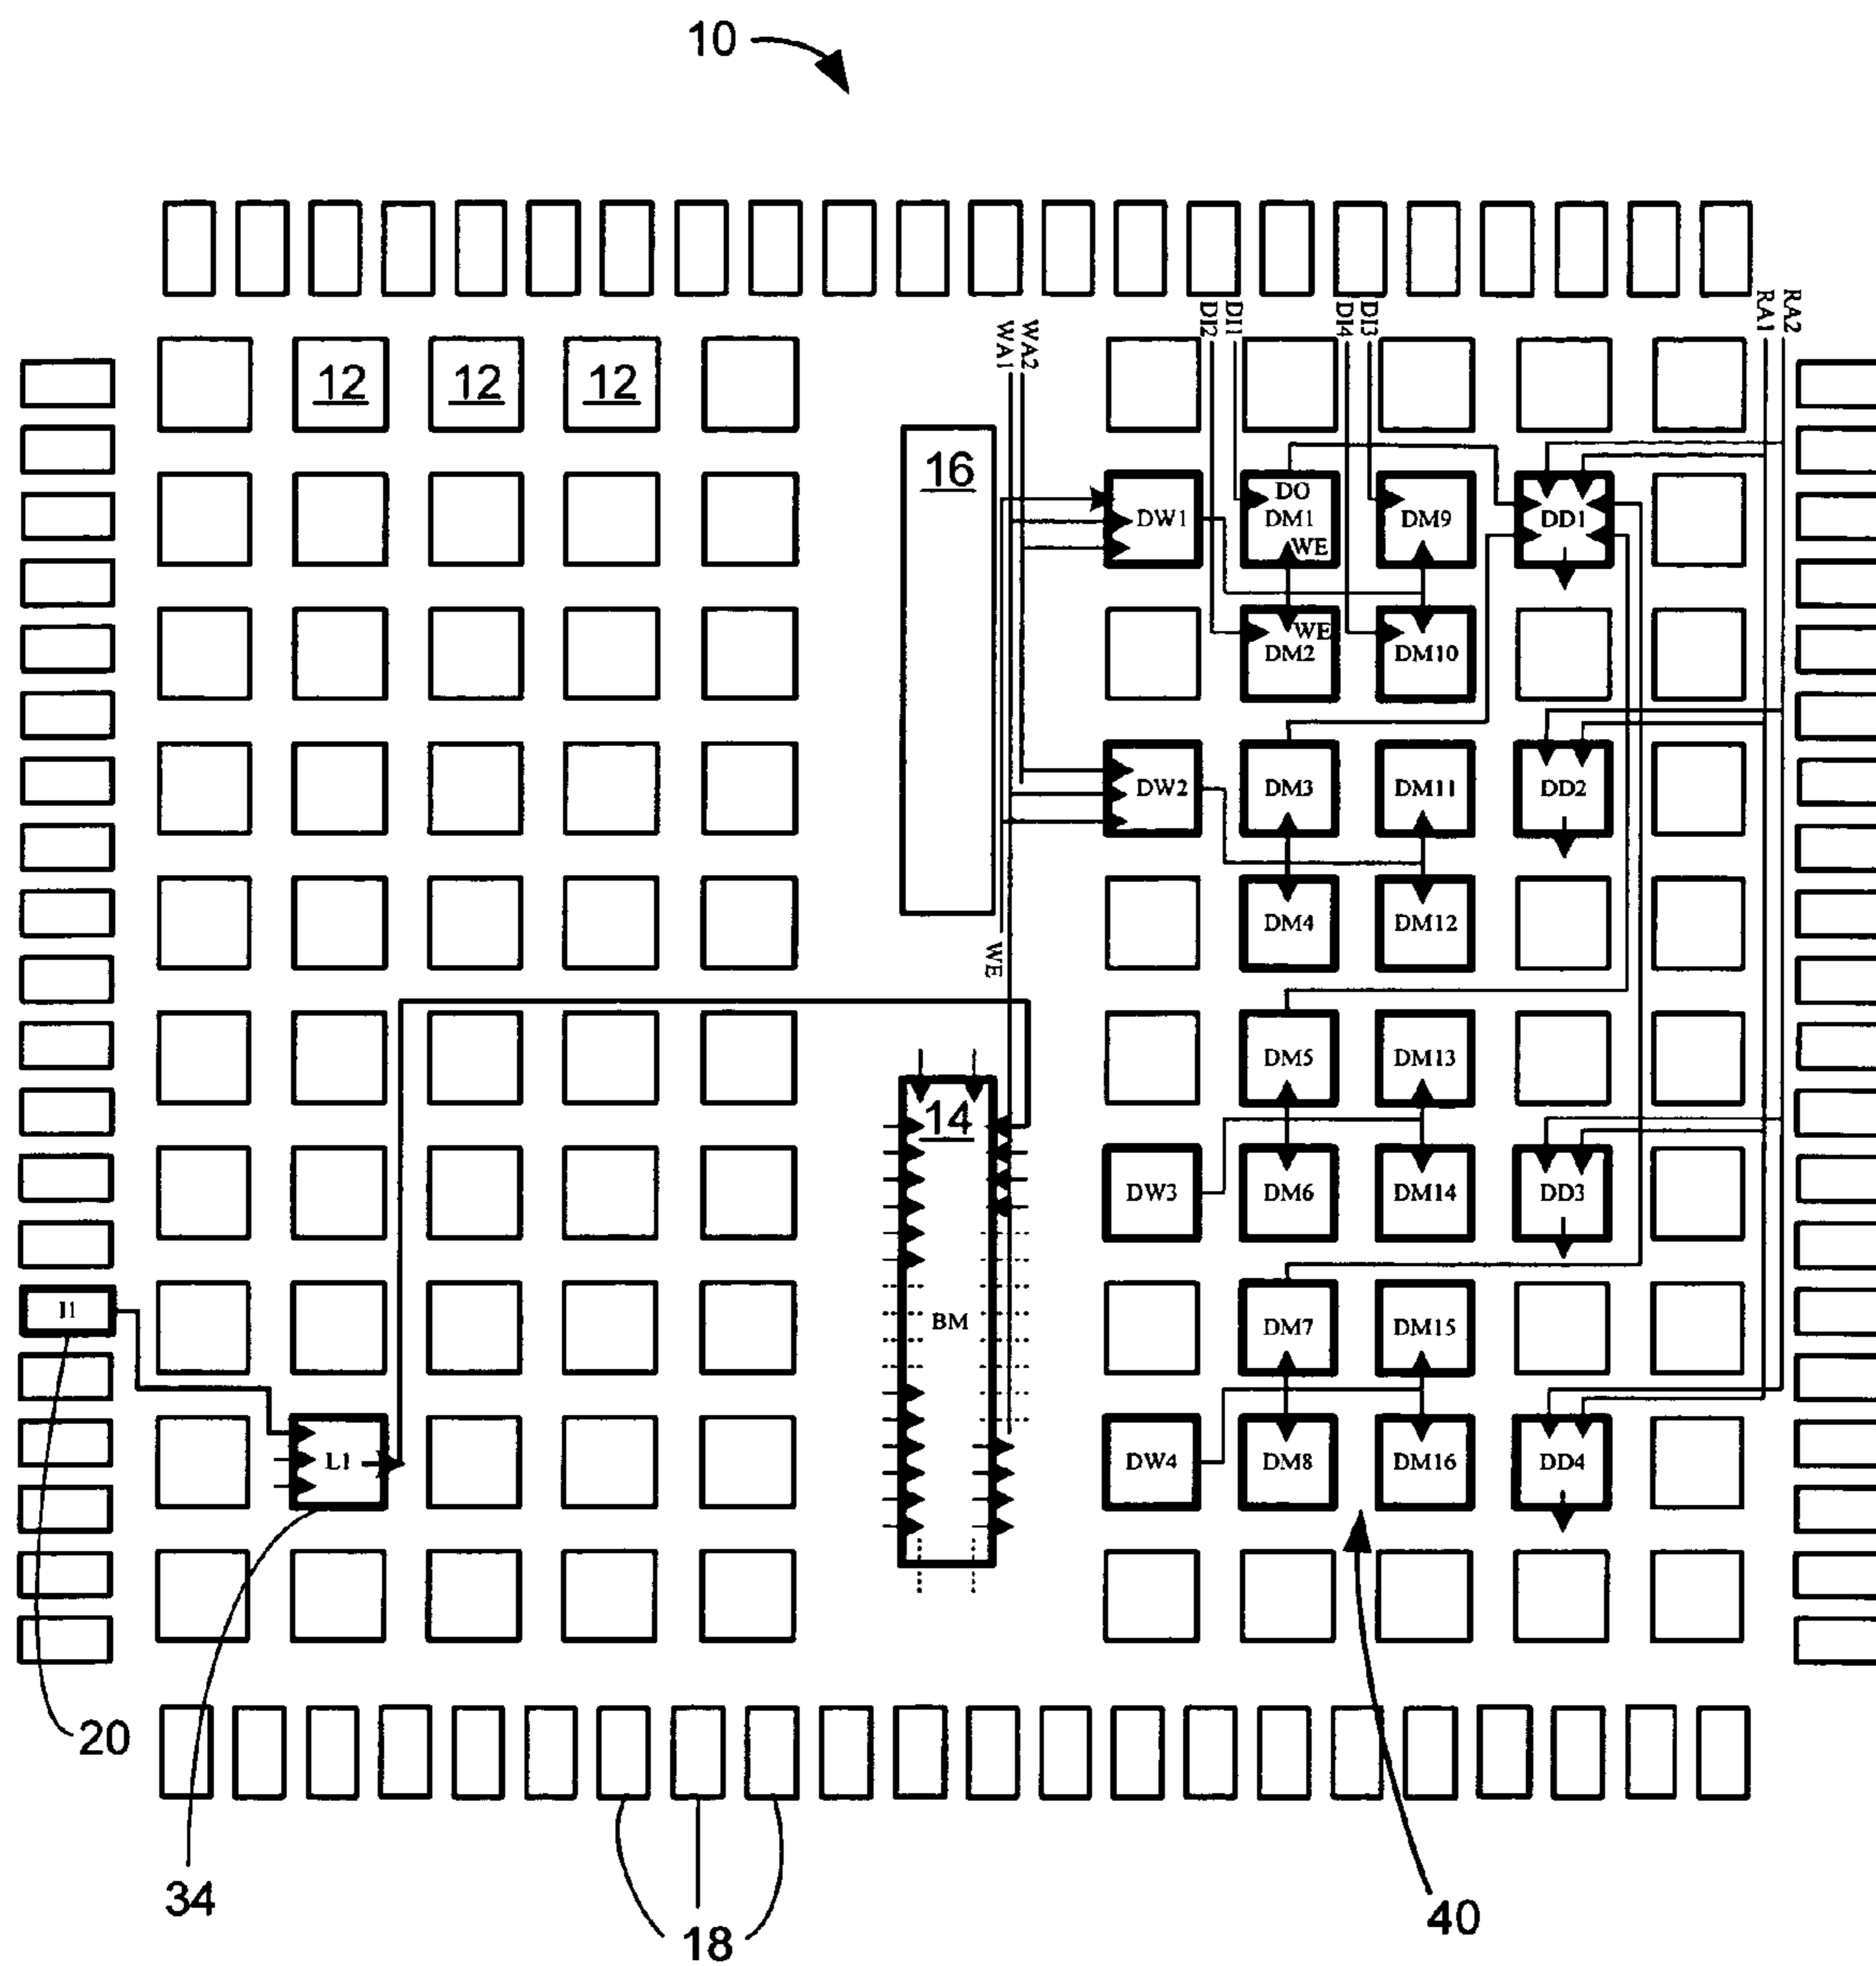 10
RA2
RA1
DI3
DI4
DI1
DI2
WA2
WA1
12 12 12
16
DW1 DO DM1 WE DM9 DD1
WE DM2 DM10
DW2 DM3 DM11 DD2
DM4 DM12
WE
DM5 DM13
14
DW3 DM6 DM14 DD3
I1 BM DM7 DM15
L1 DW4 DM8 DM16 DD4
20
34
18
40